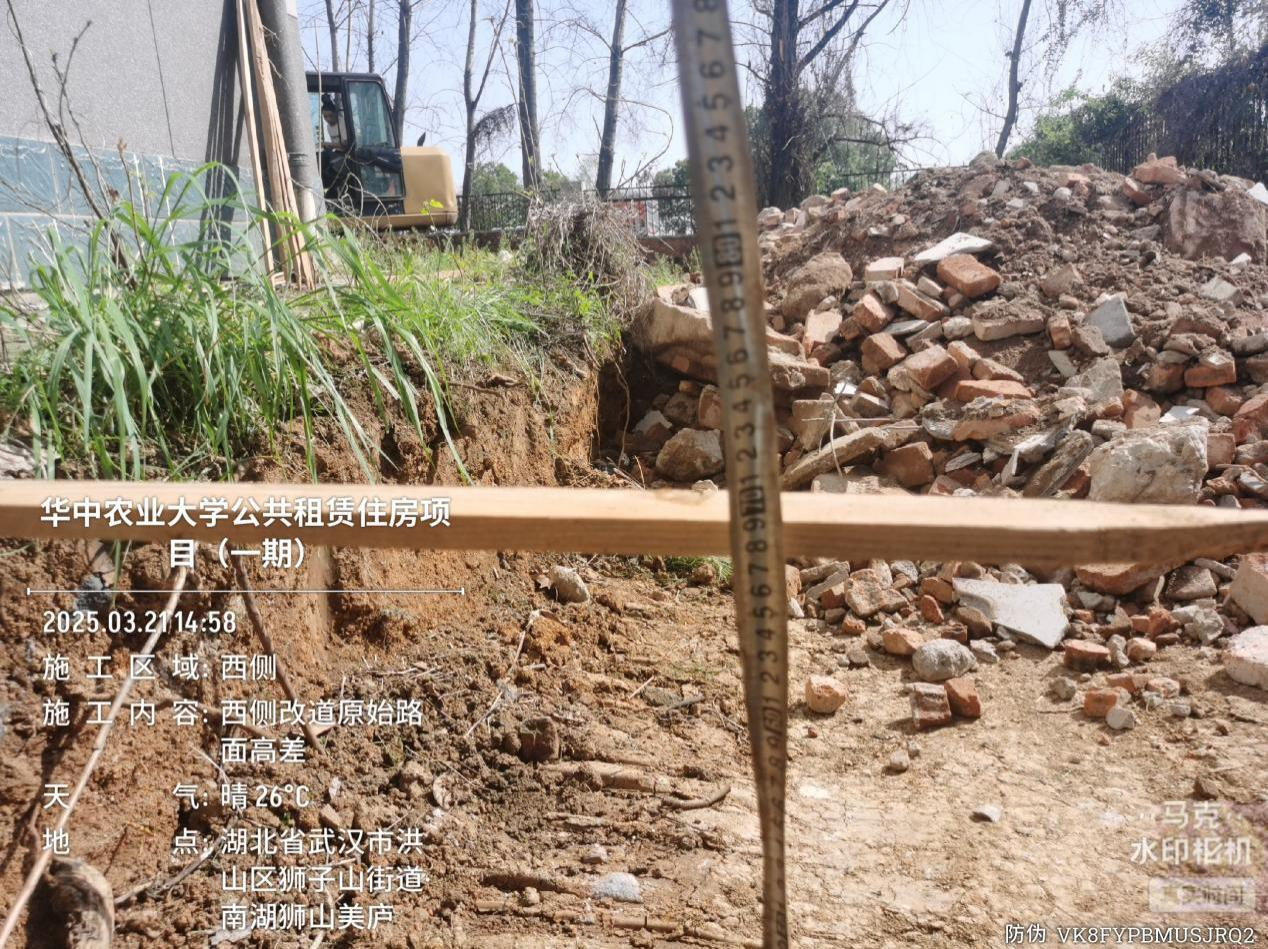 华中农业大学公共租赁住房项
目（一期）
2025.03.21 14:58
施工区域：西侧
施工内容：西侧改道原始路
面高差
天气：晴 26℃
地点：湖北省武汉市洪
山区狮子山街道
南湖狮山美庐
马克
水印相机
真实时间
防伪 VK8FYPBMUSJRQ2